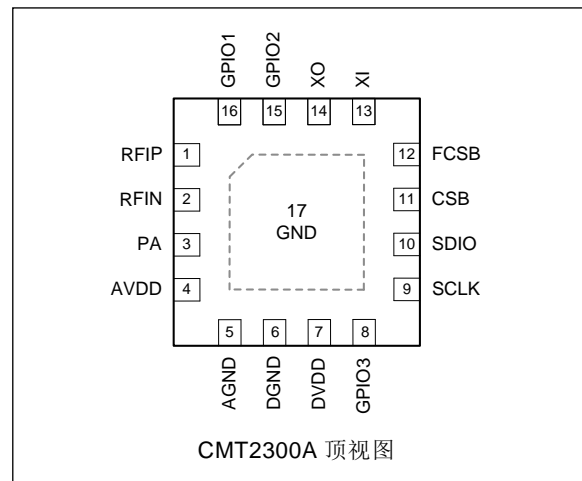 GPIO1
GPIO2
XO
XI
16
15
14
13
RFIP
1
12
FCSB
RFIN
2
11
CSB
17
GND
PA
3
10
SDIO
AVDD
4
9
SCLK
5
6
7
8
AGND
DGND
DVDD
GPIO3
CMT2300A 顶视图